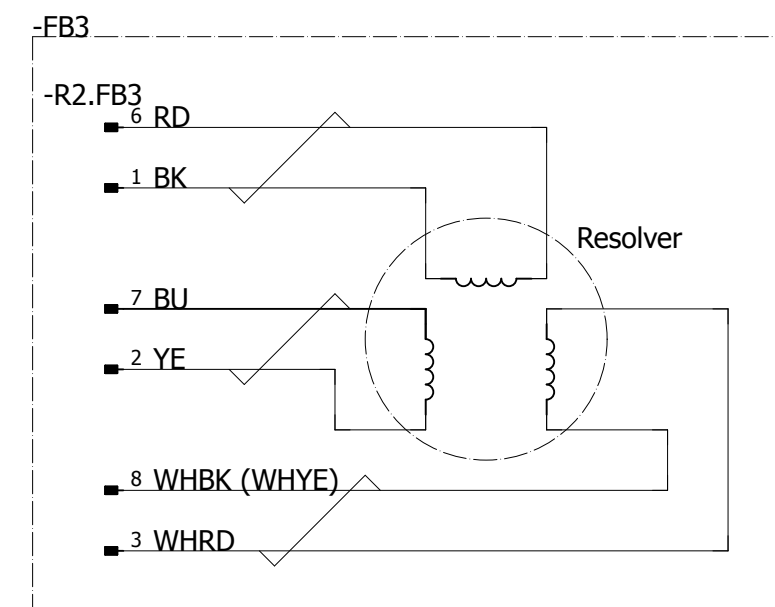 -FB3
-R2.FB3
6 RD
1 BK
Resolver
7 BU
2 YE
8 WHBK (WHYE)
3 WHRD